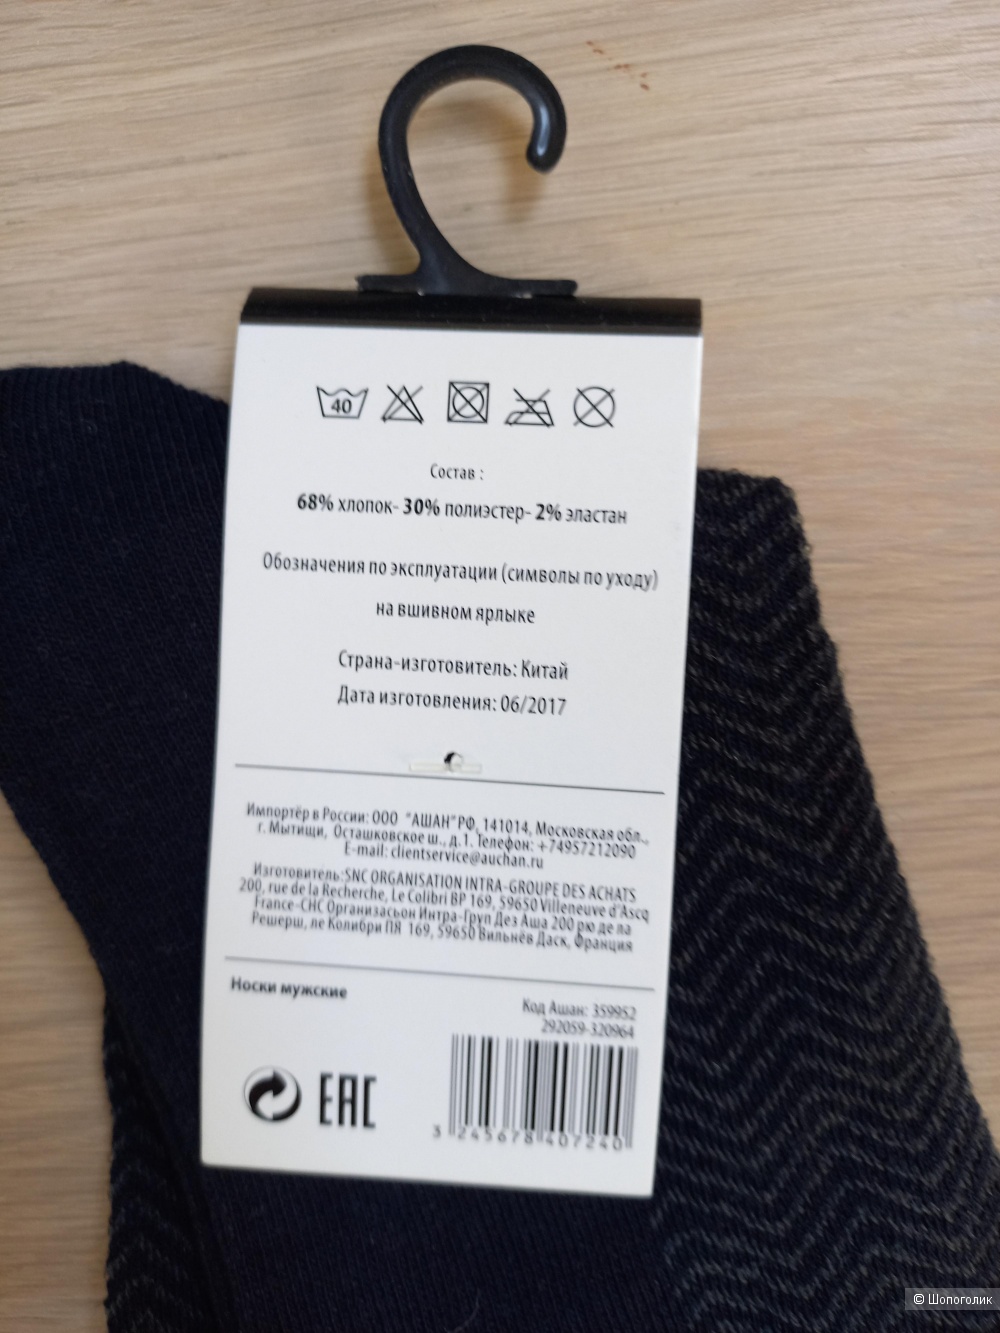 40
Состав :
68% хлопок- 30% полиэстер- 2% эластан
Обозначения по эксплуатации (символы по уходу)
на вшивном ярлыке
Страна-изготовитель: Китай
Дата изготовления: 06/2017
Импортёр в России: ООО "АШАН"РФ, 141014, Московская обл.,
г. Мытищи, Осташковское ш., д.1. Телефон: +74957212090
E-mail: clientservice@auchan.ru
Изготовитель:SNC ORGANISATION INTRA-GROUPE DES ACHATS
200, rue de la Recherche, Le Colibri BP 169, 59650 Villeneuve d'Ascq
France-СНС Организасьон Интра-Груп Дез Аша 200 рю де ла
Решерш, ле Колибри ПЯ 169, 59650 Вильнёв Даск, Франция
Носки мужские
Код Ашан: 359952
292059-320964
EAC
3 245678 407240
© Шопоголик